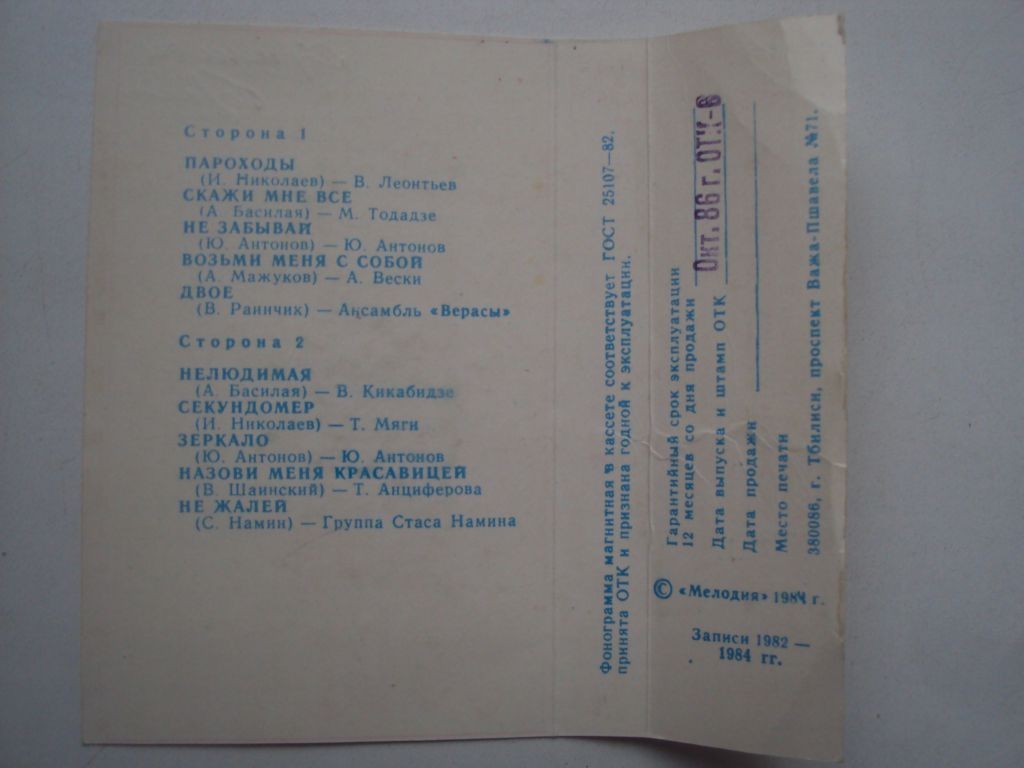 Сторона 1
ПАРОХОДЫ
(И. Николаев) — В. Леонтьев
СКАЖИ МНЕ ВСЕ
(А. Басилая) — М. Тодадзе
НЕ ЗАБЫВАЙ
(Ю. Антонов) — Ю. Антонов
ВОЗЬМИ МЕНЯ С СОБОЙ
(А. Мажуков) — А. Вески
ДВОЕ
(В. Раинчик) — Ансамбль «Верасы»
Сторона 2
НЕЛЮДИМАЯ
(А. Басилая) — В. Кикабидзе
СЕКУНДОМЕР
(И. Николаев) — Т. Мяги
ЗЕРКАЛО
(Ю. Антонов) — Ю. Антонов
НАЗОВИ МЕНЯ КРАСАВИЦЕЙ
(В. Шаинский) — Т. Анциферова
НЕ ЖАЛЕЙ
(С. Намин) — Группа Стаса Намина
Фонограмма магнитная в кассете соответствует ГОСТ 25107—82,
принята ОТК и признана годной к эксплуатации.
Гарантийный срок эксплуатации
12 месяцев со дня продажи
Дата выпуска и штамп ОТК Окт. 86 г. ОТК-6
Дата продажи
Место печати
380086, г. Тбилиси, проспект Важа-Пшавела №71.
© «Мелодия» 1984 г.
Записи 1982 —
1984 гг.